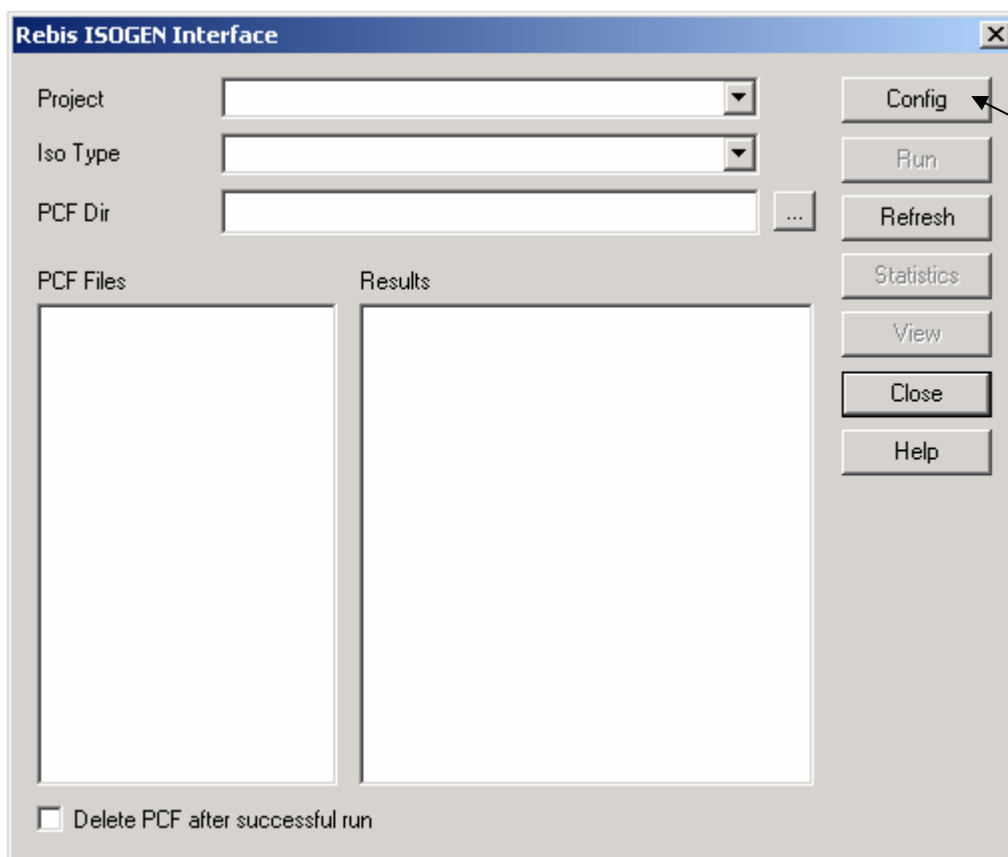 Rebis ISOGEN Interface
Project
Config
Iso Type
Run
PCF Dir
...
Refresh
PCF Files
Results
Statistics
View
Close
Help
Delete PCF after successful run